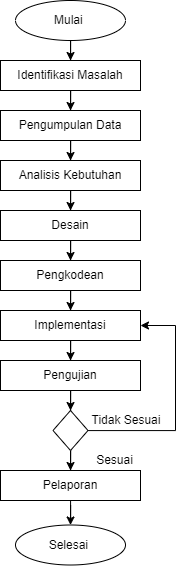 Mulai
Identifikasi Masalah
Pengumpulan Data
Analisis Kebutuhan
Desain
Pengkodean
Implementasi
Pengujian
Tidak Sesuai
Sesuai
Pelaporan
Selesai